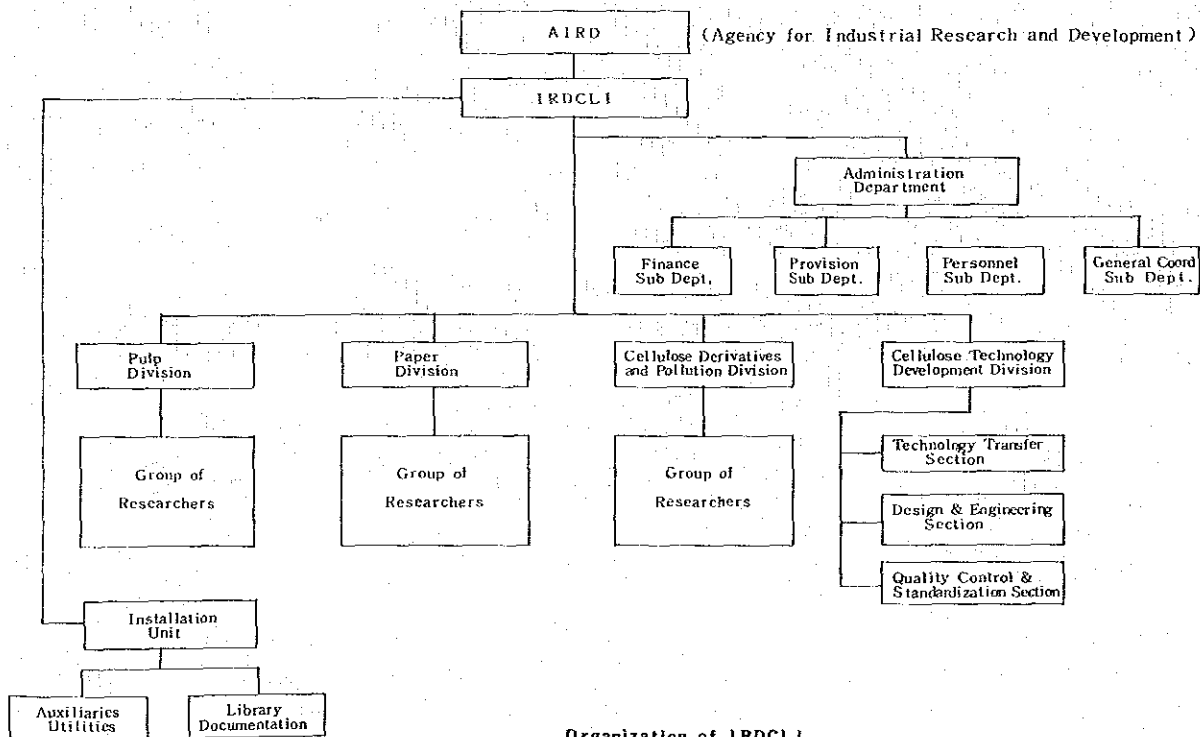 AIRD
(Agency for Industrial Research and Development)
IRDCLI
Administration
Department
Finance
Sub Dept.
Provision
Sub Dept.
Personnel
Sub Dept.
General Coord
Sub Dept.
Pulp
Division
Paper
Division
Cellulose Derivatives
and Pollution Division
Cellulose Technology
Development Division
Group of
Researchers
Group of
Researchers
Group of
Researchers
Technology Transfer
Section
Design & Engineering
Section
Quality Control &
Standardization Section
Installation
Unit
Auxiliaries
Utilities
Library
Documentation
Organization of IRDCLI